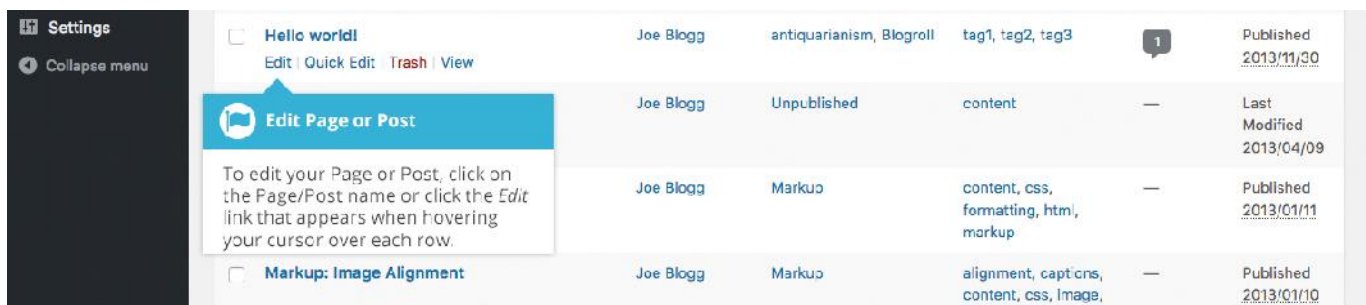 Settings
Collapse menu
Hello world!
Edit | Quick Edit | Trash | View
Joe Blogg
antiquarianism, Blogroll
tag1, tag2, tag3
1
Published
2013/11/30
Edit Page or Post
To edit your Page or Post, click on
the Page/Post name or click the Edit
link that appears when hovering
your cursor over each row.
Joe Blogg
Unpublished
content
—
Last
Modified
2013/04/09
Joe Blogg
Markup
content, css,
formatting, html,
markup
—
Published
2013/01/11
Markup: Image Alignment
Joe Blogg
Markup
alignment, captions,
content, css, image,
—
Published
2013/01/10